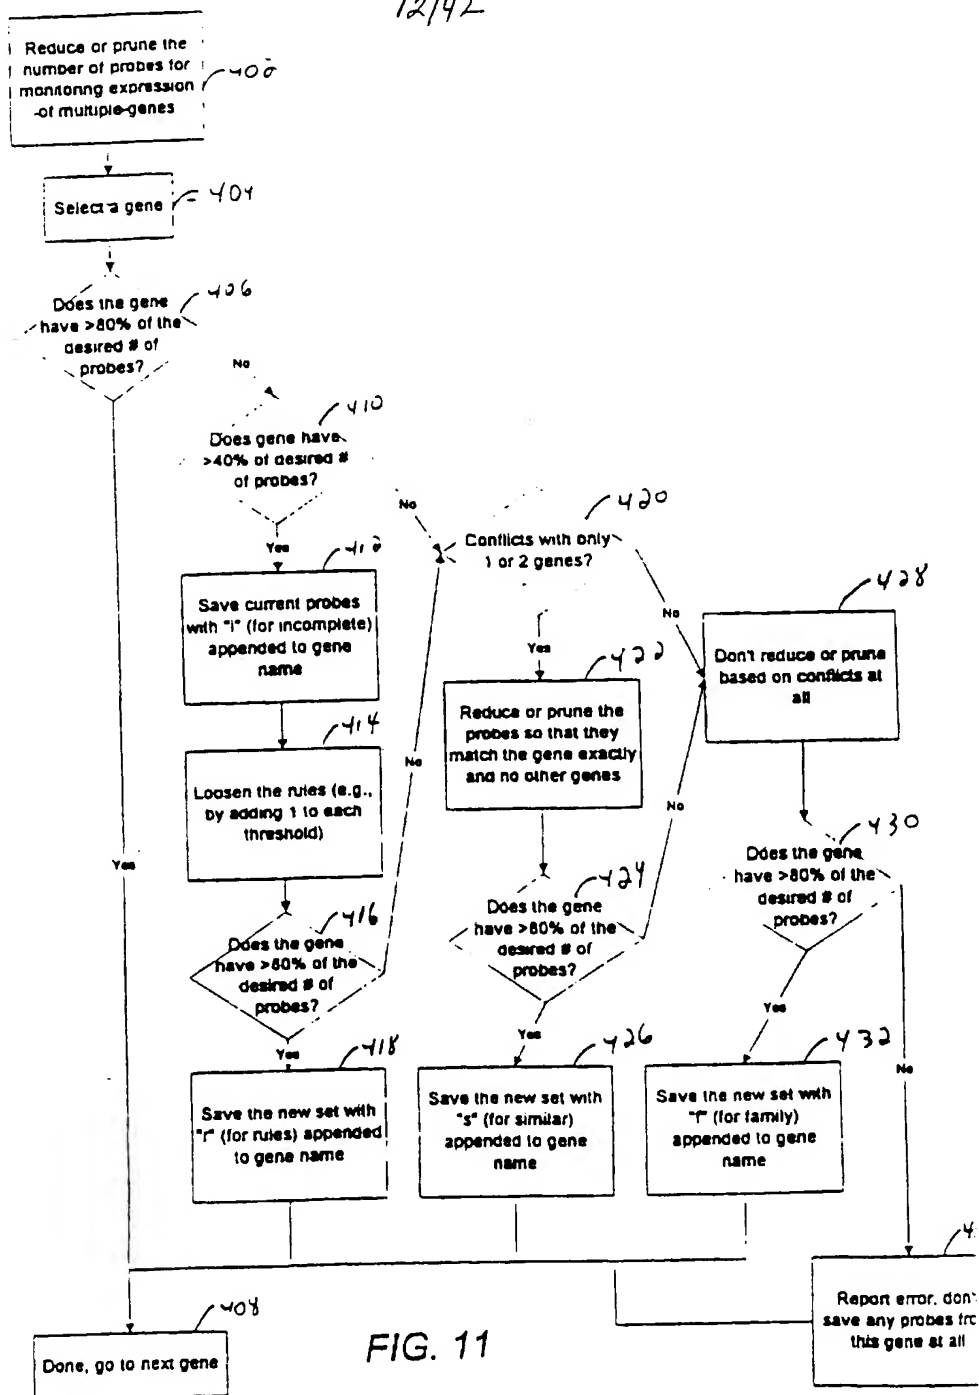 12/42
Reduce or prune the
number of probes for
monitoring expression
of multiple genes
402
Select a gene
404
Does the gene
have >80% of the
desired # of
probes?
406
No
Does gene have
>40% of desired #
of probes?
410
No
Yes
Conflicts with only
1 or 2 genes?
420
No
Yes
Save current probes
with "i" (for incomplete)
appended to gene
name
412
Loosen the rules (e.g.,
by adding 1 to each
threshold)
414
Does the gene
have >80% of the
desired # of
probes?
416
No
Yes
Save the new set with
"r" (for rules) appended
to gene name
418
Reduce or prune the
probes so that they
match the gene exactly
and no other genes
422
Does the gene
have >80% of the
desired # of
probes?
424
No
Yes
Save the new set with
"s" (for similar)
appended to gene
name
426
Don't reduce or prune
based on conflicts at
all
428
Does the gene
have >80% of the
desired # of
probes?
430
Yes
No
Save the new set with
"f" (for family)
appended to gene
name
432
Yes
Report error, don't
save any probes from
this gene at all
Done, go to next gene
408
FIG. 11